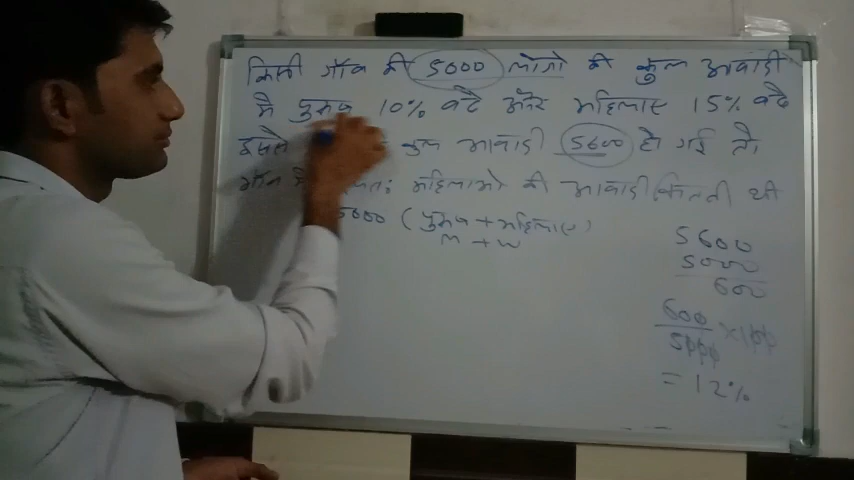 किसी गाँव की 5000 लोगो की कुल आबादी
मे पुरूष 10% बढे और महिलाए 15% बढे
इससे कुल आबादी 5600 हो गई तो
गाँव मे महिलाओ की आबादी कितनी थी
5000 (पुरूष + महिलाए)
M + W
5600
5000
600
600
5000 × 100
= 12%